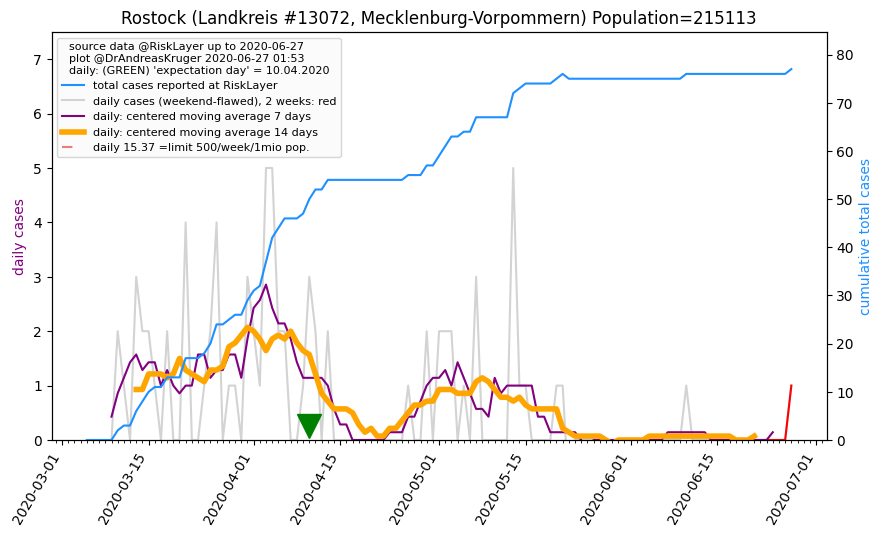 Rostock (Landkreis #13072, Mecklenburg-Vorpommern) Population=215113
source data @RiskLayer up to 2020-06-27
plot @DrAndreasKruger 2020-06-27 01:53
daily: (GREEN) 'expectation day' = 10.04.2020
total cases reported at RiskLayer
daily cases (weekend-flawed), 2 weeks: red
daily: centered moving average 7 days
daily: centered moving average 14 days
daily 15.37 =limit 500/week/1mio pop.
daily cases
7
6
5
4
3
2
1
0
cumulative total cases
80
70
60
50
40
30
20
10
0
2020-03-01
2020-03-15
2020-04-01
2020-04-15
2020-05-01
2020-05-15
2020-06-01
2020-06-15
2020-07-01